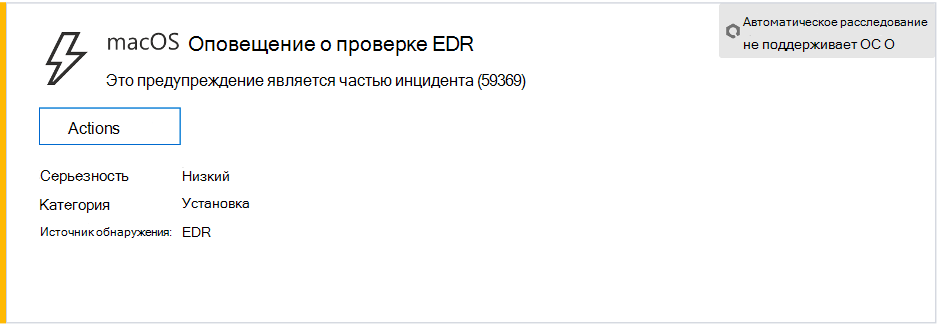 macOS Оповещение о проверке EDR
Автоматическое расследование
не поддерживает ОС О
Это предупреждение является частью инцидента (59369)
Actions
Серьезность Низкий
Категория Установка
Источник обнаружения: EDR